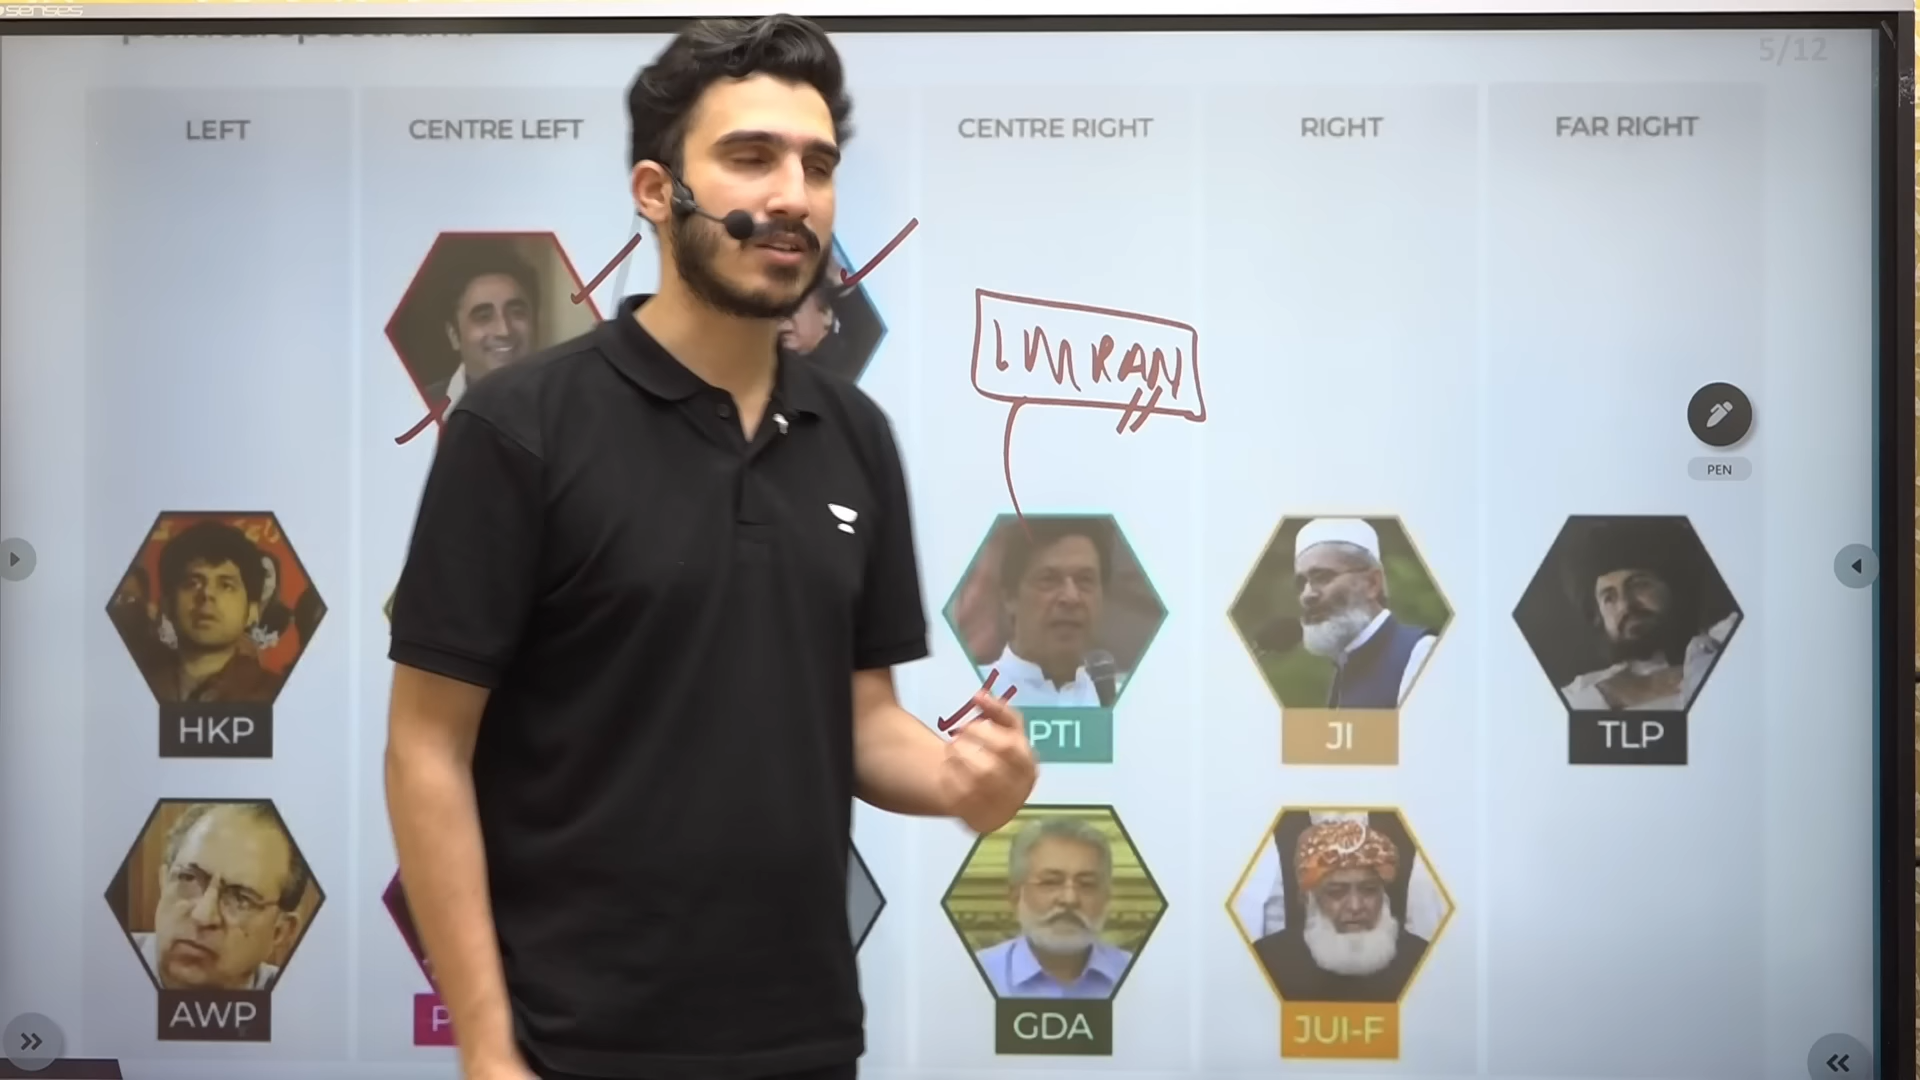 5/12
LEFT
CENTRE LEFT
CENTRE RIGHT
RIGHT
FAR RIGHT
IMRAN
PEN
HKP
PTI
JI
TLP
AWP
P
GDA
JUI-F